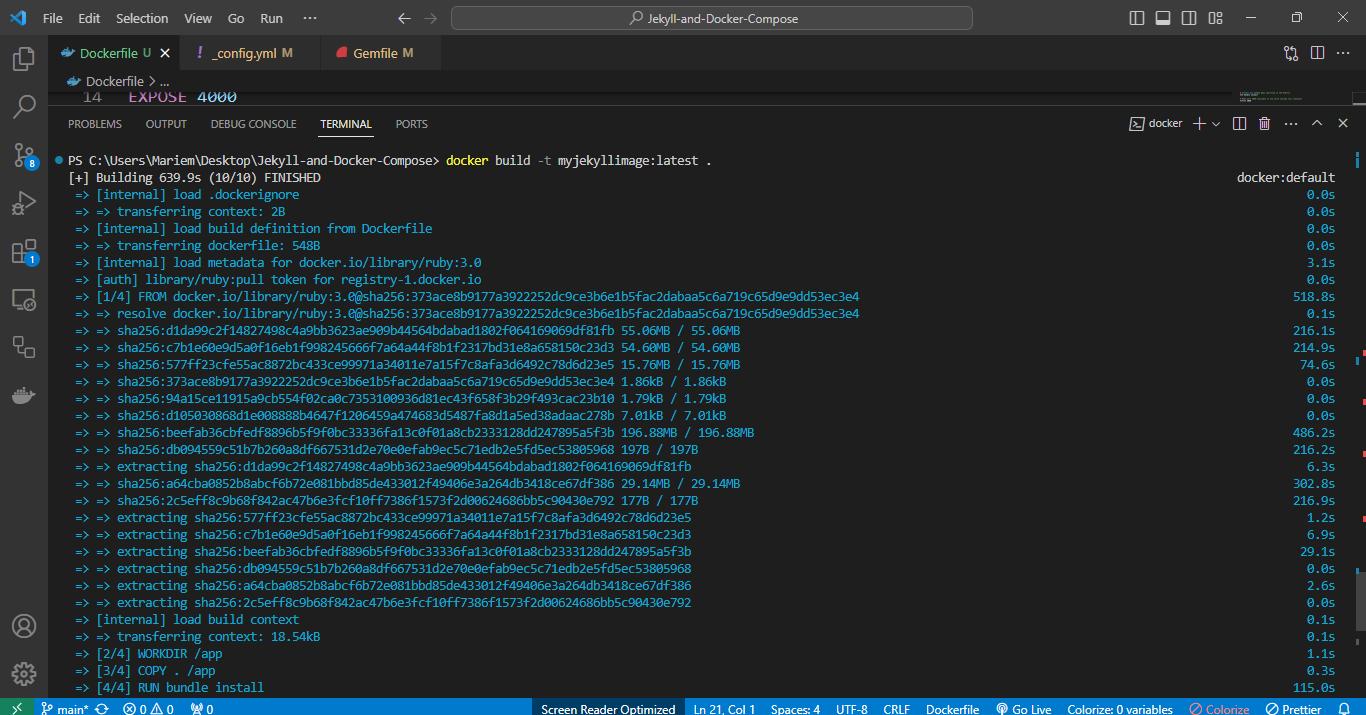 File Edit Selection View Go Run ··· Jekyll-and-Docker-Compose
Dockerfile U _config.yml M Gemfile M
Dockerfile > ...
14 EXPOSE 4000
PROBLEMS OUTPUT DEBUG CONSOLE TERMINAL PORTS docker
PS C:\Users\Mariem\Desktop\Jekyll-and-Docker-Compose> docker build -t myjekyllimage:latest .
[+] Building 639.9s (10/10) FINISHED docker:default
=> [internal] load .dockerignore 0.0s
=> => transferring context: 2B 0.0s
=> [internal] load build definition from Dockerfile 0.0s
=> => transferring dockerfile: 548B 0.0s
=> [internal] load metadata for docker.io/library/ruby:3.0 3.1s
=> [auth] library/ruby:pull token for registry-1.docker.io 0.0s
=> [1/4] FROM docker.io/library/ruby:3.0@sha256:373ace8b9177a3922252dc9ce3b6e1b5fac2dabaa5c6a719c65d9e9dd53ec3e4 518.8s
=> => resolve docker.io/library/ruby:3.0@sha256:373ace8b9177a3922252dc9ce3b6e1b5fac2dabaa5c6a719c65d9e9dd53ec3e4 0.1s
=> => sha256:d1da99c2f14827498c4a9bb3623ae909b44564bdabad1802f064169069df81fb 55.06MB / 55.06MB 216.1s
=> => sha256:c7b1e60e9d5a0f16eb1f998245666f7a64a44f8b1f2317bd31e8a658150c23d3 54.60MB / 54.60MB 214.9s
=> => sha256:577ff23cfe55ac8872bc433ce99971a34011e7a15f7c8afa3d6492c78d6d23e5 15.76MB / 15.76MB 74.6s
=> => sha256:373ace8b9177a3922252dc9ce3b6e1b5fac2dabaa5c6a719c65d9e9dd53ec3e4 1.86kB / 1.86kB 0.0s
=> => sha256:94a15ce11915a9cb554f02ca0c7353100936d81ec43f658f3b29f493cac23b10 1.79kB / 1.79kB 0.0s
=> => sha256:d105030868d1e008888b4647f1206459a474683d5487fa8d1a5ed38adaac278b 7.01kB / 7.01kB 0.0s
=> => sha256:beefab36cbfedf8896b5f9f0bc33336fa13c0f01a8cb2333128dd247895a5f3b 196.88MB / 196.88MB 486.2s
=> => sha256:db094559c51b7b260a8df667531d2e70e0efab9ec5c71edb2e5fd5ec53805968 197B / 197B 216.2s
=> => extracting sha256:d1da99c2f14827498c4a9bb3623ae909b44564bdabad1802f064169069df81fb 6.3s
=> => sha256:a64cba0852b8abcf6b72e081bbd85de433012f49406e3a264db3418ce67df386 29.14MB / 29.14MB 302.8s
=> => sha256:2c5eff8c9b68f842ac47b6e3fcf10ff7386f1573f2d00624686bb5c90430e792 177B / 177B 216.9s
=> => extracting sha256:577ff23cfe55ac8872bc433ce99971a34011e7a15f7c8afa3d6492c78d6d23e5 1.2s
=> => extracting sha256:c7b1e60e9d5a0f16eb1f998245666f7a64a44f8b1f2317bd31e8a658150c23d3 6.9s
=> => extracting sha256:beefab36cbfedf8896b5f9f0bc33336fa13c0f01a8cb2333128dd247895a5f3b 29.1s
=> => extracting sha256:db094559c51b7b260a8df667531d2e70e0efab9ec5c71edb2e5fd5ec53805968 0.0s
=> => extracting sha256:a64cba0852b8abcf6b72e081bbd85de433012f49406e3a264db3418ce67df386 2.6s
=> => extracting sha256:2c5eff8c9b68f842ac47b6e3fcf10ff7386f1573f2d00624686bb5c90430e792 0.0s
=> [internal] load build context 0.1s
=> => transferring context: 18.54kB 0.1s
=> [2/4] WORKDIR /app 1.1s
=> [3/4] COPY . /app 0.3s
=> [4/4] RUN bundle install 115.0s
8
1
main* 0 0 0 Screen Reader Optimized Ln 21, Col 1 Spaces: 4 UTF-8 CRLF Dockerfile Go Live Colorize: 0 variables Colorize Prettier